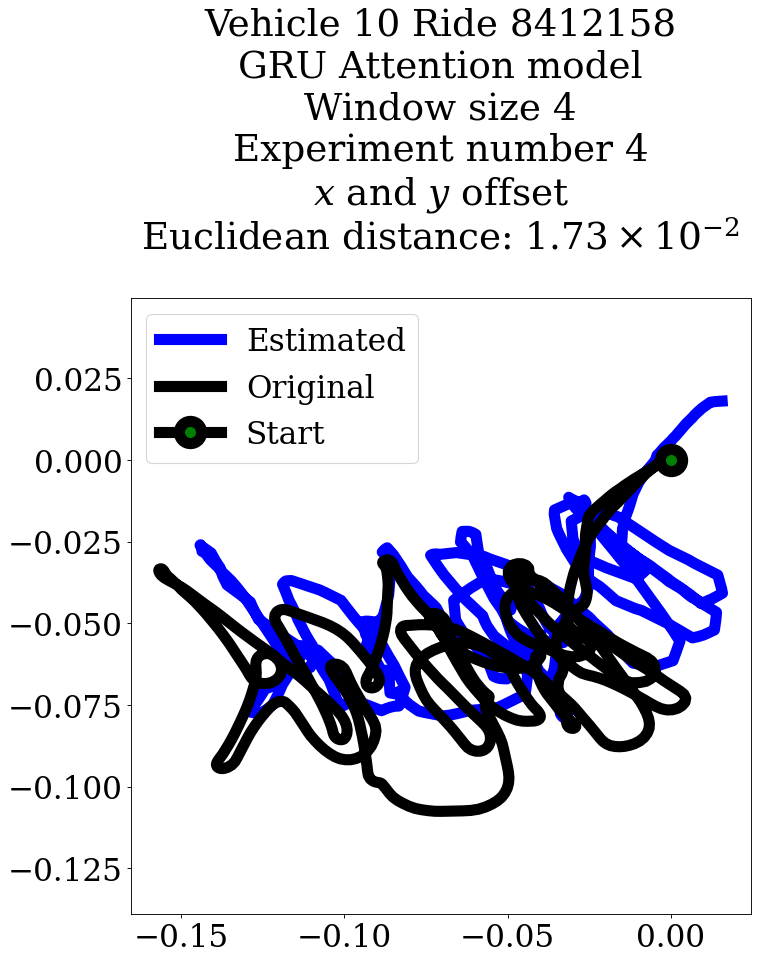 Vehicle 10 Ride 8412158
GRU Attention model
Window size 4
Experiment number 4
x and y offset
Euclidean distance: 1.73 × 10⁻²
Estimated
Original
Start
0.025
0.000
−0.025
−0.050
−0.075
−0.100
−0.125
−0.15 −0.10 −0.05 0.00